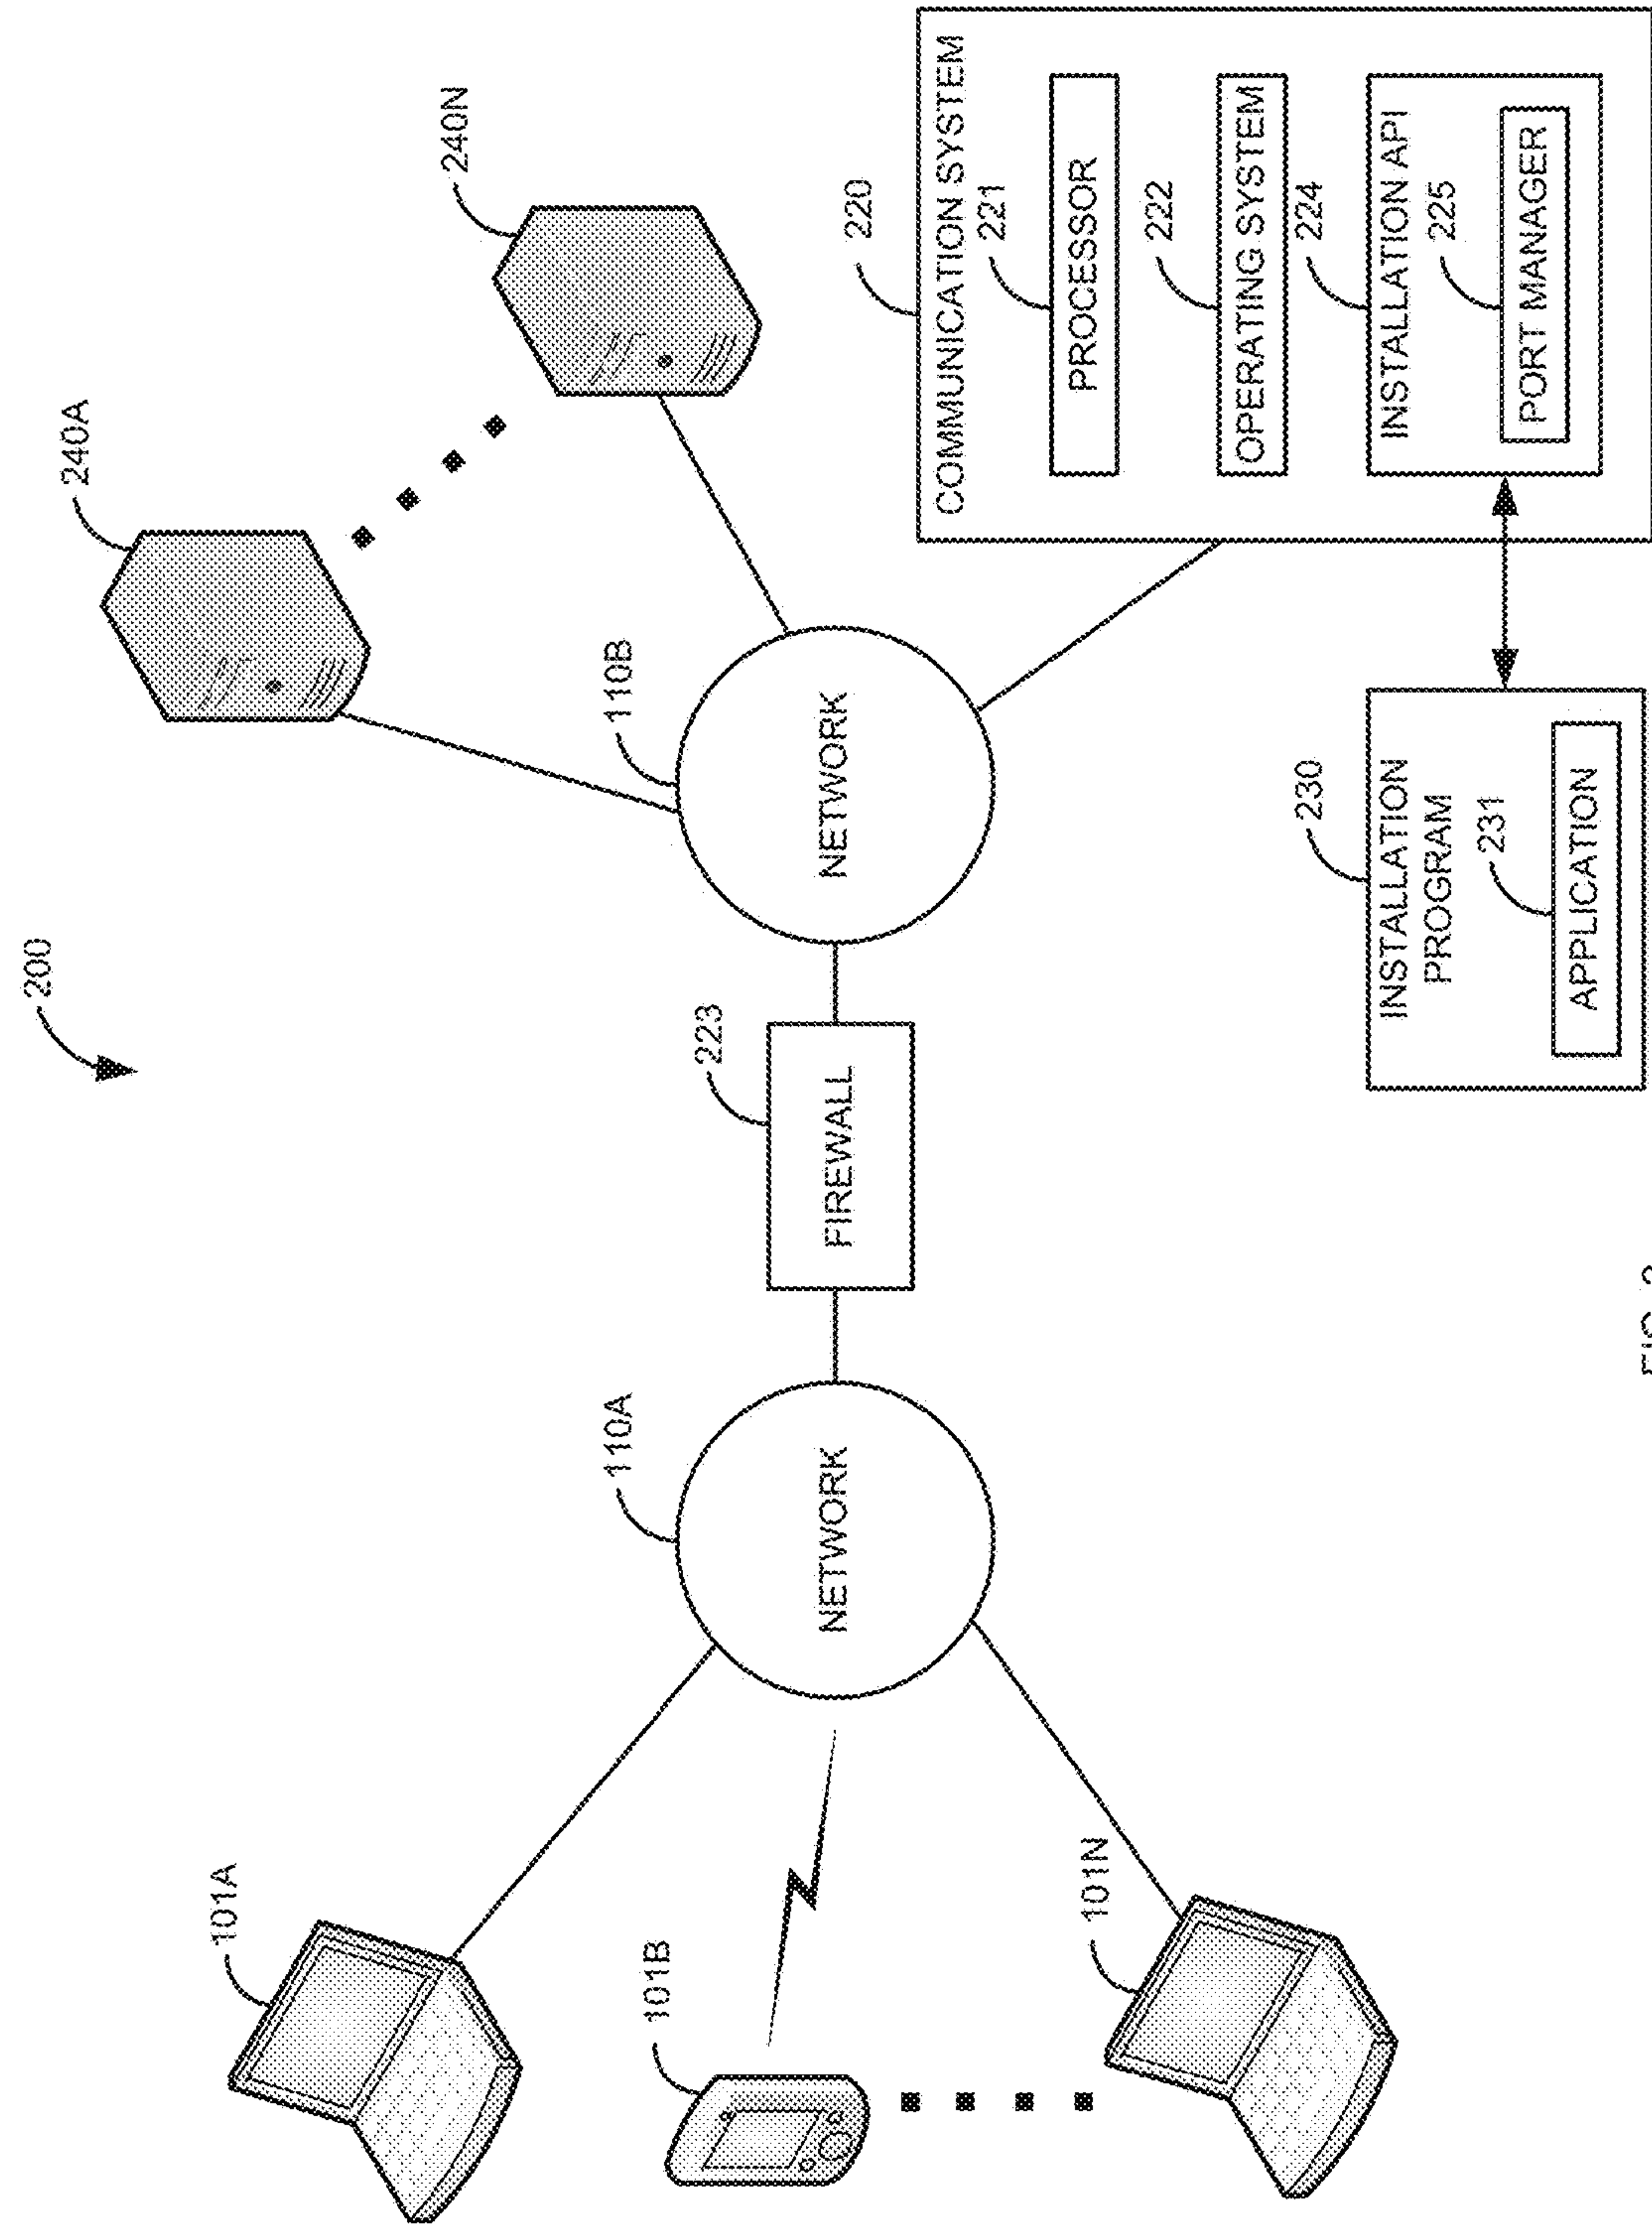 200
240A
240N
101A
110A
223
110B
101B
NETWORK
FIREWALL
NETWORK
220
COMMUNICATION SYSTEM
221
PROCESSOR
101N
222
OPERATING SYSTEM
230
224
INSTALLATION
PROGRAM
INSTALLATION API
231
225
APPLICATION
PORT MANAGER